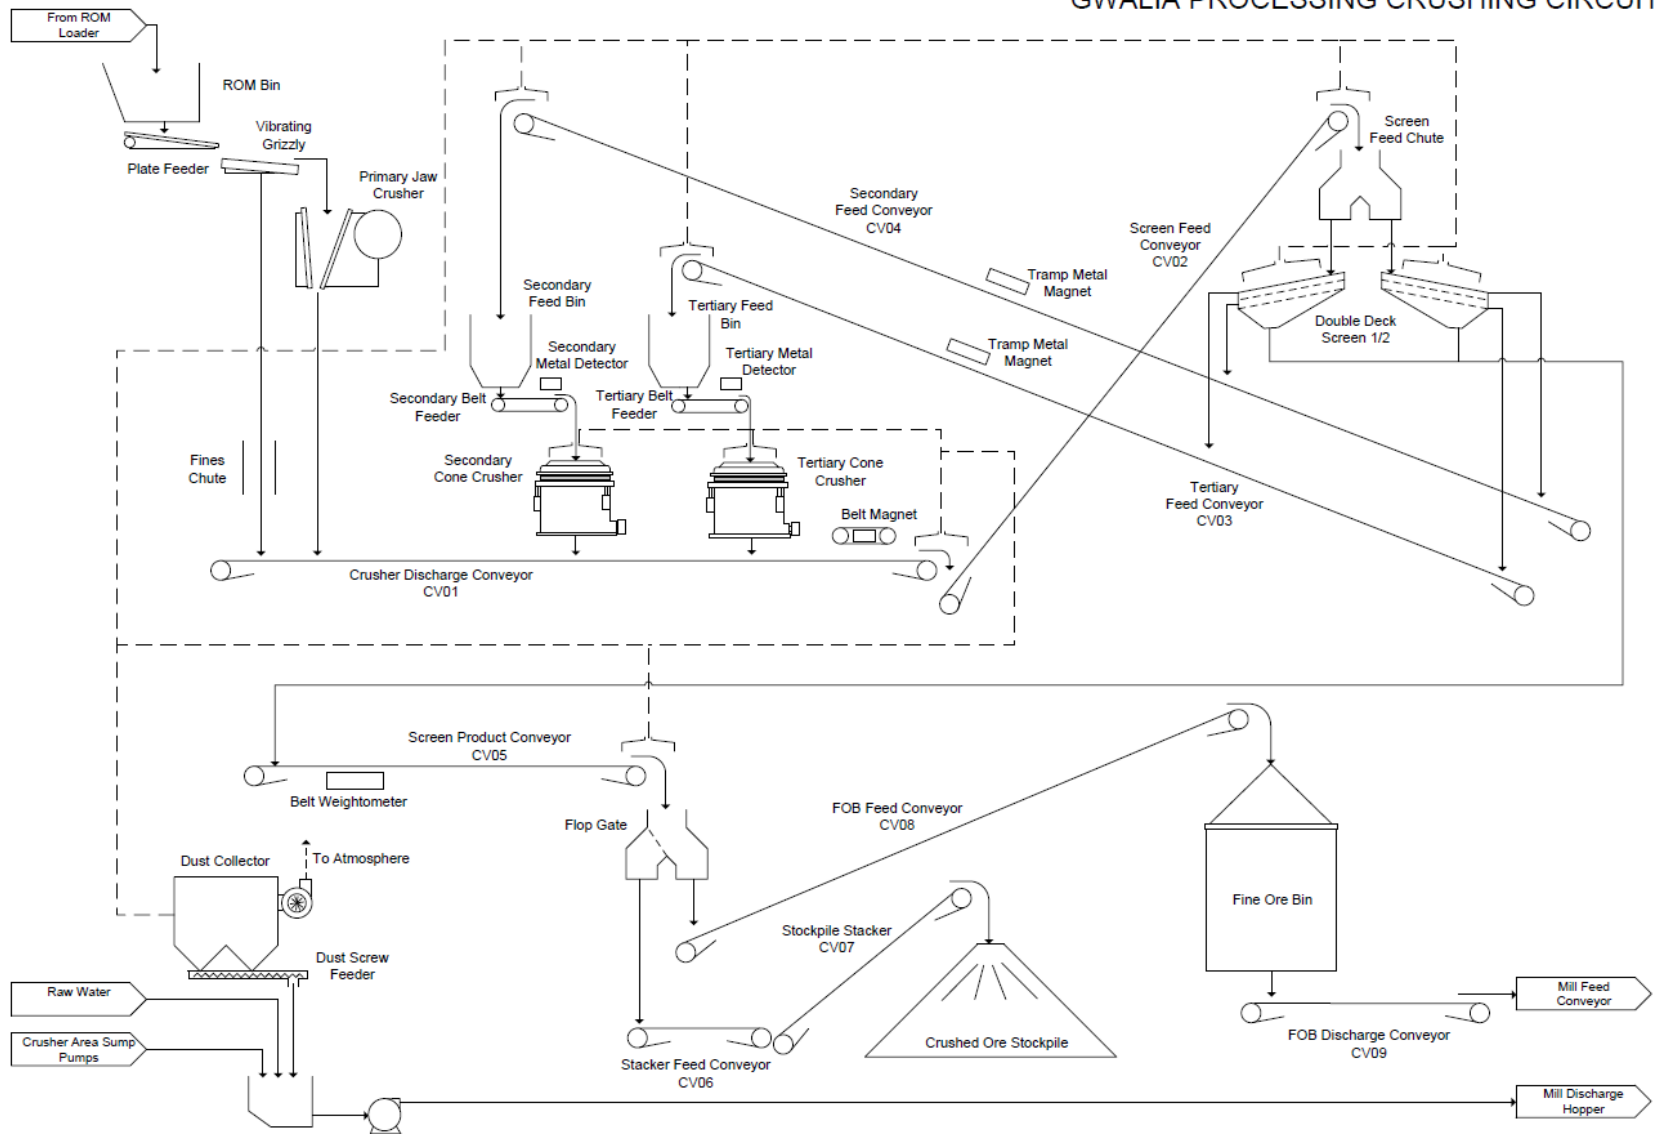 GWALIA PROCESSING CRUSHING CIRCUIT
From ROM
Loader
ROM Bin
Vibrating
Grizzly
Plate Feeder
Primary Jaw
Crusher
Screen
Feed Chute
Secondary
Feed Conveyor
CV04
Screen Feed
Conveyor
CV02
Tramp Metal
Magnet
Secondary
Feed Bin
Tertiary Feed
Bin
Double Deck
Screen 1/2
Tramp Metal
Magnet
Secondary
Metal Detector
Tertiary Metal
Detector
Secondary Belt
Feeder
Tertiary Belt
Feeder
Fines
Chute
Secondary
Cone Crusher
Tertiary Cone
Crusher
Tertiary
Feed Conveyor
CV03
Belt Magnet
Crusher Discharge Conveyor
CV01
Screen Product Conveyor
CV05
Belt Weightometer
Flop Gate
FOB Feed Conveyor
CV08
Dust Collector
To Atmosphere
Fine Ore Bin
Stockpile Stacker
CV07
Dust Screw
Feeder
Raw Water
Mill Feed
Conveyor
Crusher Area Sump
Pumps
Crushed Ore Stockpile
FOB Discharge Conveyor
CV09
Stacker Feed Conveyor
CV06
Mill Discharge
Hopper